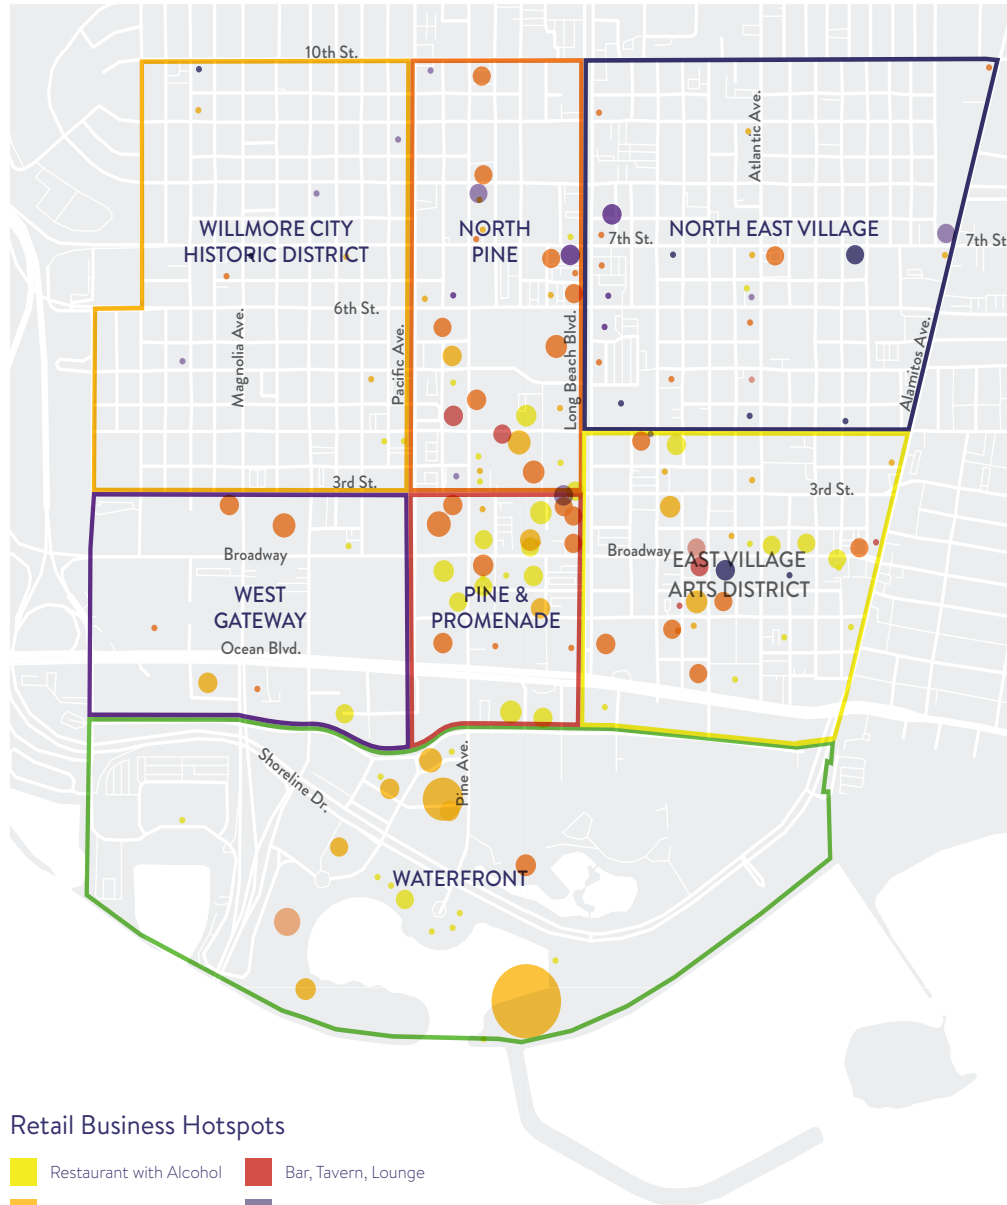 10th St.
Atlantic Ave.
WILLMORE CITY
HISTORIC DISTRICT
NORTH
PINE
7th St.
NORTH EAST VILLAGE
7th St
6th St.
Magnolia Ave.
Pacific Ave.
Long Beach Blvd.
Alamitos Ave.
3rd St.
3rd St.
Broadway
Broadway
EAST VILLAGE
ARTS DISTRICT
WEST
GATEWAY
PINE &
PROMENADE
Ocean Blvd.
Shoreline Dr.
Pine Ave.
WATERFRONT
Retail Business Hotspots
Restaurant with Alcohol
Bar, Tavern, Lounge